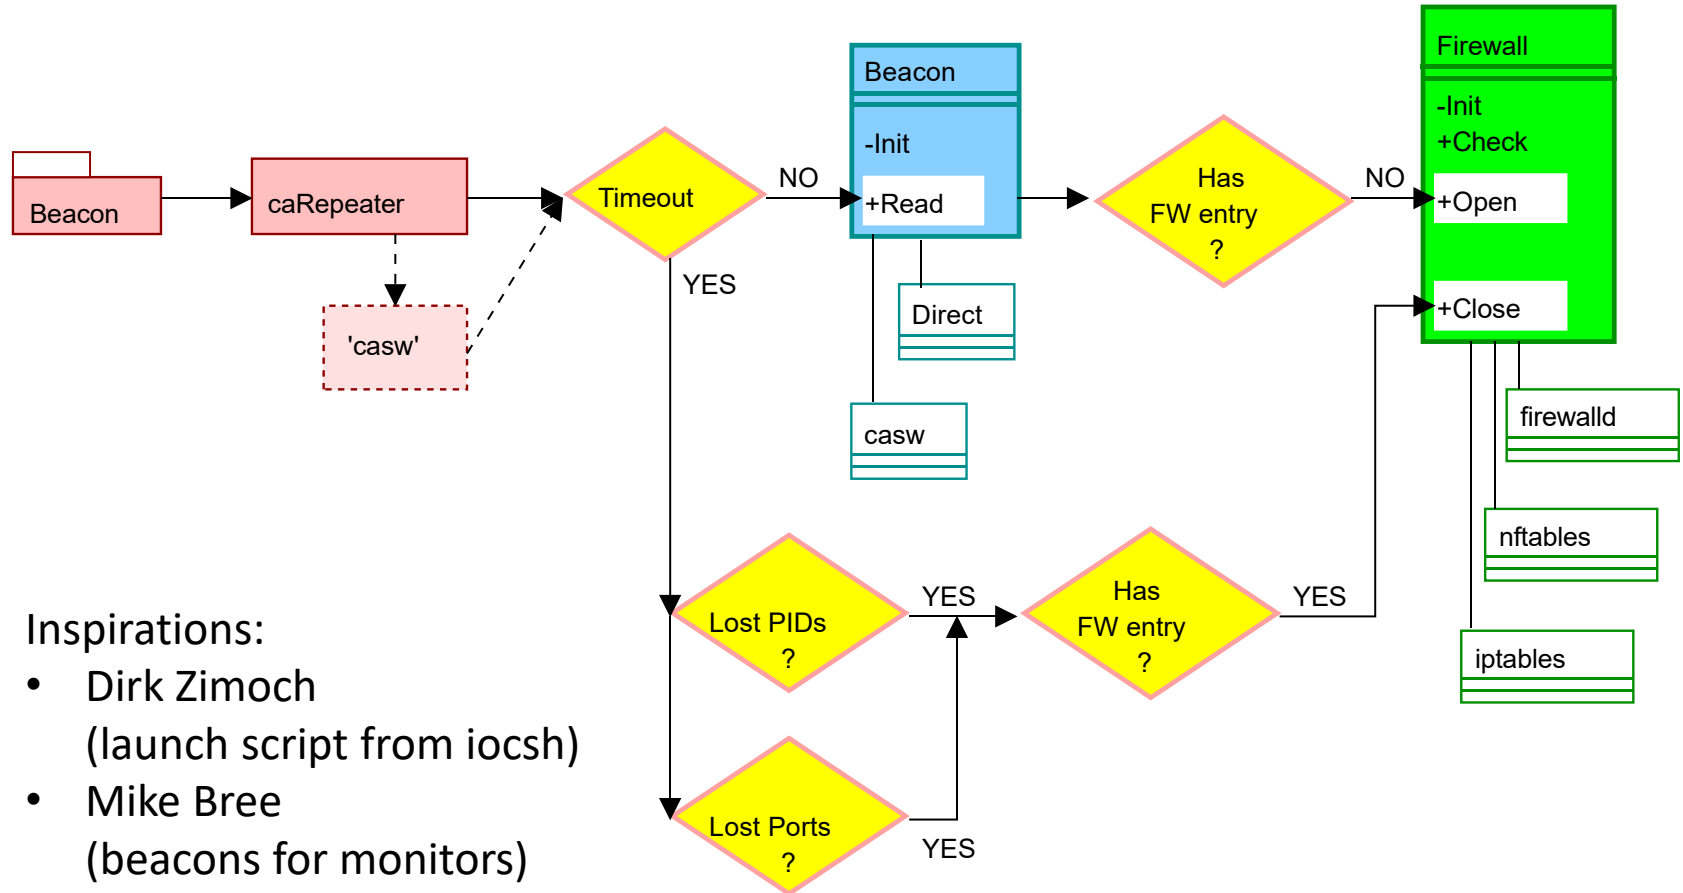 Beacon
caRepeater
'casw'
Timeout
NO
YES
Beacon
-Init
+Read
Direct
casw
Has
FW entry
?
NO
Firewall
-Init
+Check
+Open
+Close
firewalld
nftables
iptables
Lost PIDs
?
YES
Has
FW entry
?
YES
Lost Ports
?
YES
Inspirations:
• Dirk Zimoch
(launch script from iocsh)
• Mike Bree
(beacons for monitors)